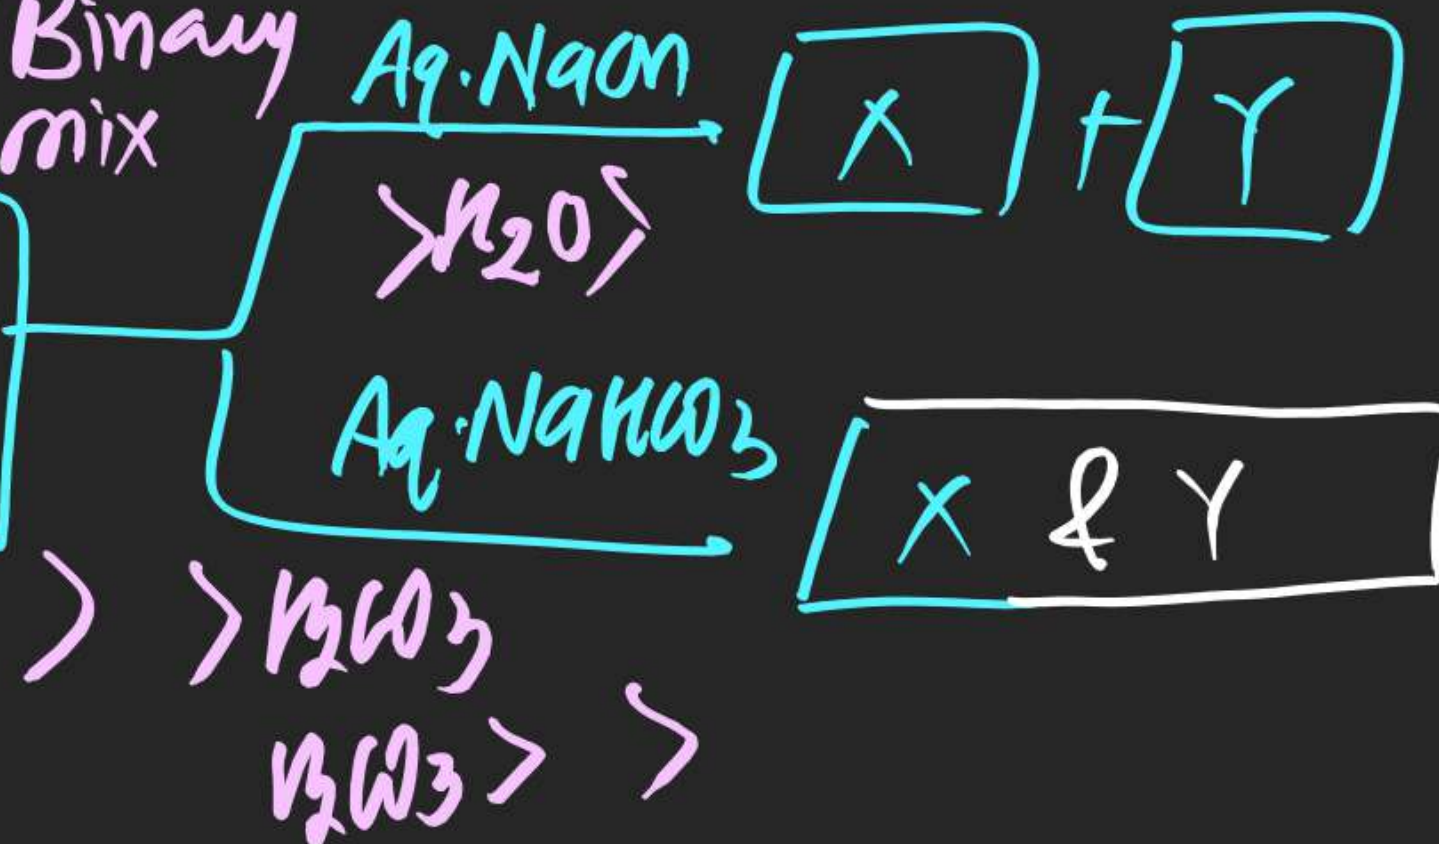 Binary
mix
Aq. NaOH
X + Y
> H2O >
Aq. NaHCO3
X & Y
> > H2CO3
H2CO3 > >